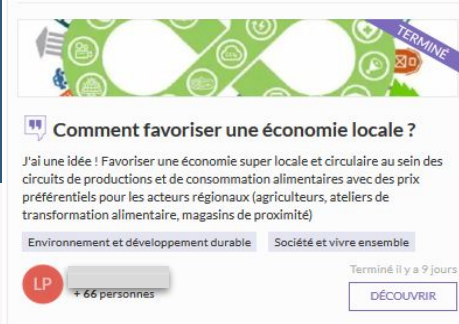 TERMINÉ
Comment favoriser une économie locale ?
J'ai une idée ! Favoriser une économie super locale et circulaire au sein des
circuits de productions et de consommation alimentaires avec des prix
préférentiels pour les acteurs régionaux (agriculteurs, ateliers de
transformation alimentaire, magasins de proximité)
Environnement et développement durable Société et vivre ensemble
Terminé il y a 9 jours
LP
+ 66 personnes
DÉCOUVRIR